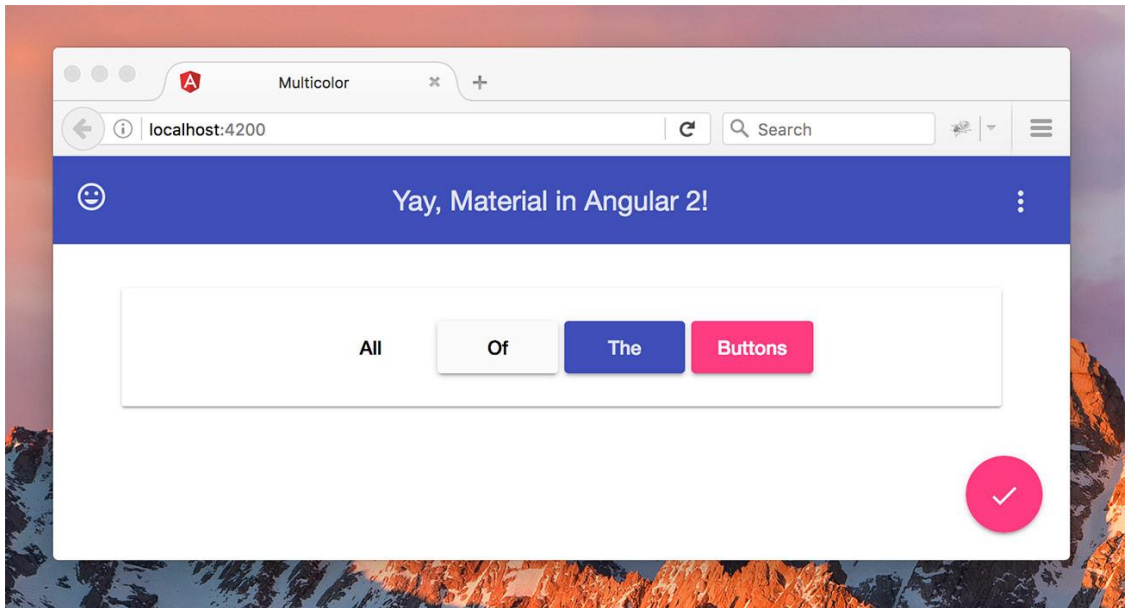 Multicolor
localhost:4200
Search
Yay, Material in Angular 2!
All Of The Buttons